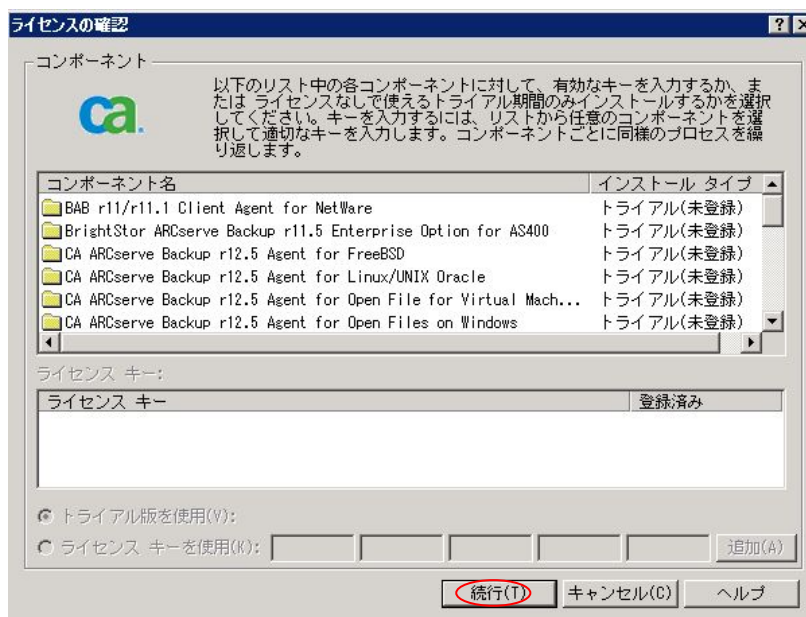 ライセンスの確認
コンポーネント
以下のリスト中の各コンポーネントに対して、有効なキーを入力するか、ま
たは ライセンスなしで使えるトライアル期間のみインストールするかを選択
してください。キーを入力するには、リストから任意のコンポーネントを選
択して適切なキーを入力します。コンポーネントごとに同様のプロセスを繰
り返します。
ca
コンポーネント名 インストール タイプ
BAB r11/r11.1 Client Agent for NetWare トライアル(未登録)
BrightStor ARCserve Backup r11.5 Enterprise Option for AS400 トライアル(未登録)
CA ARCserve Backup r12.5 Agent for FreeBSD トライアル(未登録)
CA ARCserve Backup r12.5 Agent for Linux/UNIX Oracle トライアル(未登録)
CA ARCserve Backup r12.5 Agent for Open File for Virtual Mach... トライアル(未登録)
CA ARCserve Backup r12.5 Agent for Open Files on Windows トライアル(未登録)
ライセンス キー:
ライセンス キー 登録済み
トライアル版を使用(V):
ライセンス キーを使用(K): 追加(A)
続行(T) キャンセル(C) ヘルプ